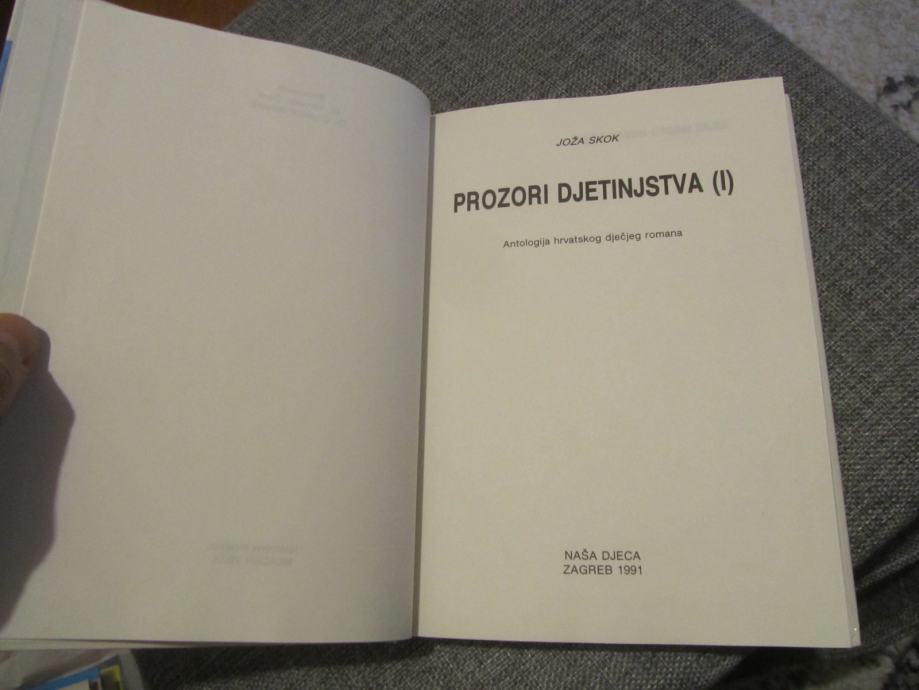 JOŽA SKOK
PROZORI DJETINJSTVA (I)
Antologija hrvatskog dječjeg romana
NAŠA DJECA
ZAGREB 1991